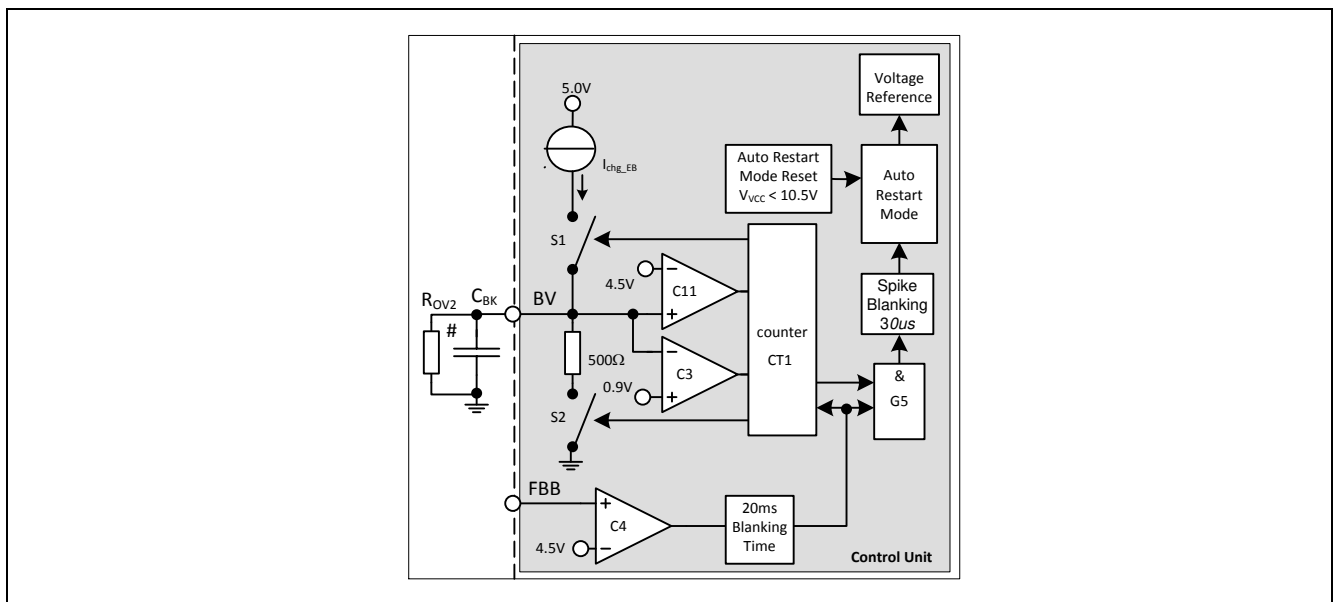 Voltage
Reference
5.0V
Ichg_EB
Auto Restart
Mode Reset
VVCC < 10.5V
Auto
Restart
Mode
S1
4.5V
C11
Spike
Blanking
30us
ROV2
CBK
BV
#
counter
CT1
500Ω
C3
0.9V
&
G5
S2
FBB
C4
20ms
Blanking
Time
4.5V
Control Unit
+
−
−
+
+
−